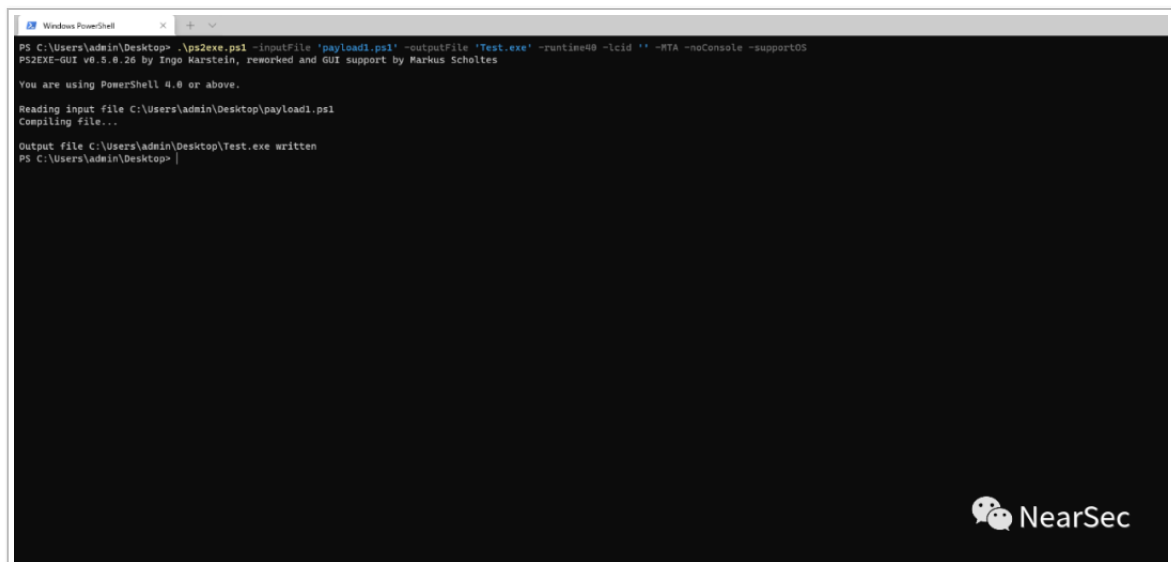 Windows PowerShell
PS C:\Users\admin\Desktop> .\ps2exe.ps1 -inputFile 'payload1.ps1' -outputFile 'Test.exe' -runtime40 -lcid '' -MTA -noConsole -supportOS
PS2EXE-GUI v0.5.0.26 by Ingo Karstein, reworked and GUI support by Markus Scholtes
You are using PowerShell 4.0 or above.
Reading input file C:\Users\admin\Desktop\payload1.ps1
Compiling file...
Output file C:\Users\admin\Desktop\Test.exe written
PS C:\Users\admin\Desktop>
NearSec